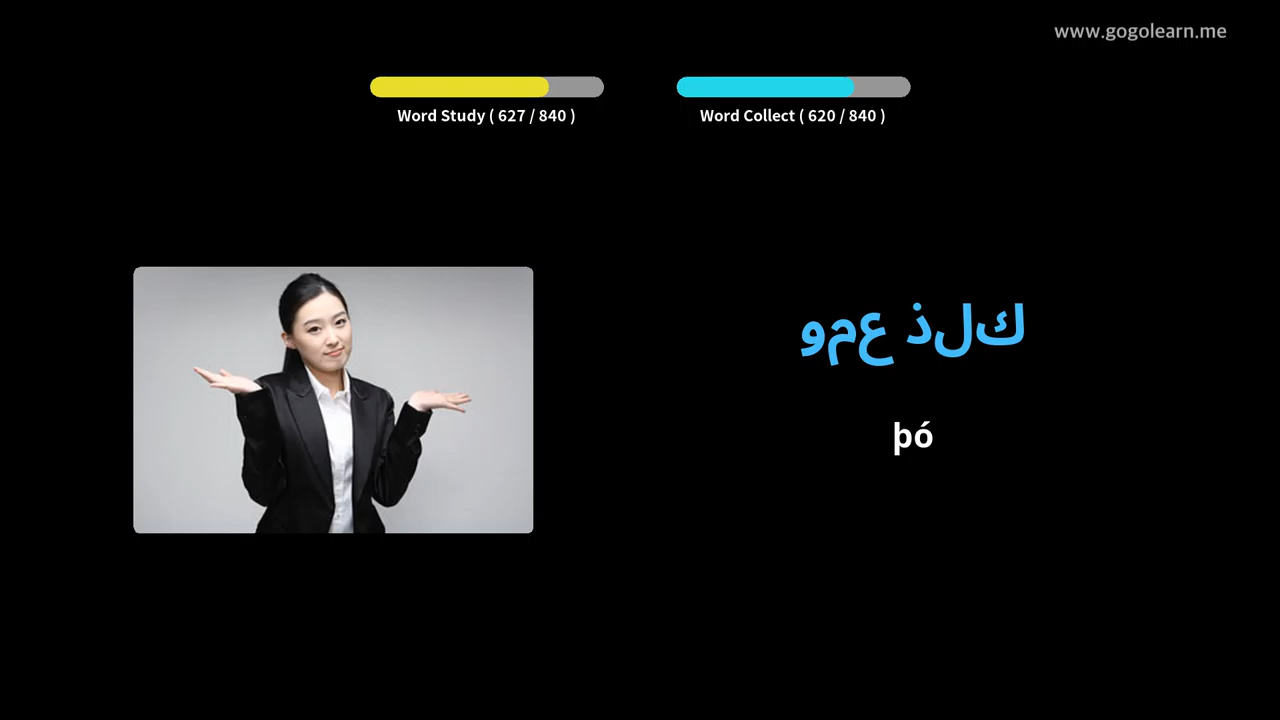 www.gogolearn.me
Word Study ( 627 / 840 )
Word Collect ( 620 / 840 )
ومع ذلك
þó